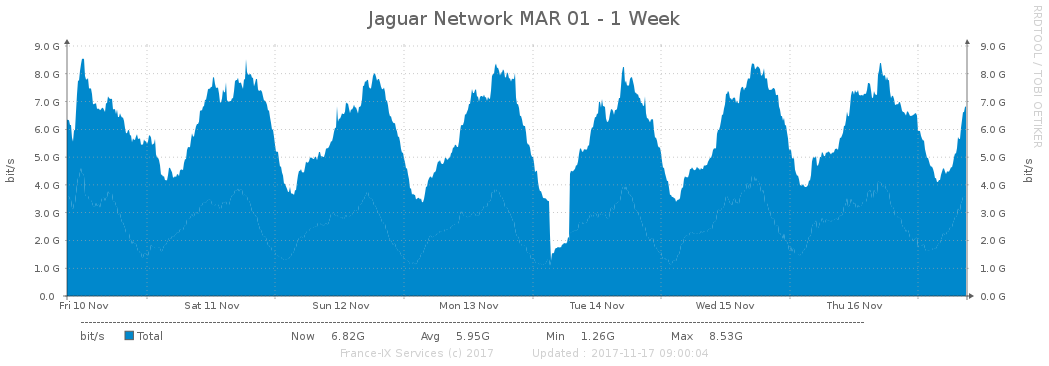 Jaguar Network MAR 01 - 1 Week
RRDTOOL / TOBI OETIKER
bit/s
9.0 G 9.0 G
8.0 G 8.0 G
7.0 G 7.0 G
6.0 G 6.0 G
5.0 G 5.0 G
4.0 G 4.0 G
3.0 G 3.0 G
2.0 G 2.0 G
1.0 G 1.0 G
0.0 0.0 G
bit/s
Fri 10 Nov Sat 11 Nov Sun 12 Nov Mon 13 Nov Tue 14 Nov Wed 15 Nov Thu 16 Nov
bit/s Total Now 6.82G Avg 5.95G Min 1.26G Max 8.53G
France-IX Services (c) 2017 Updated : 2017-11-17 09:00:04